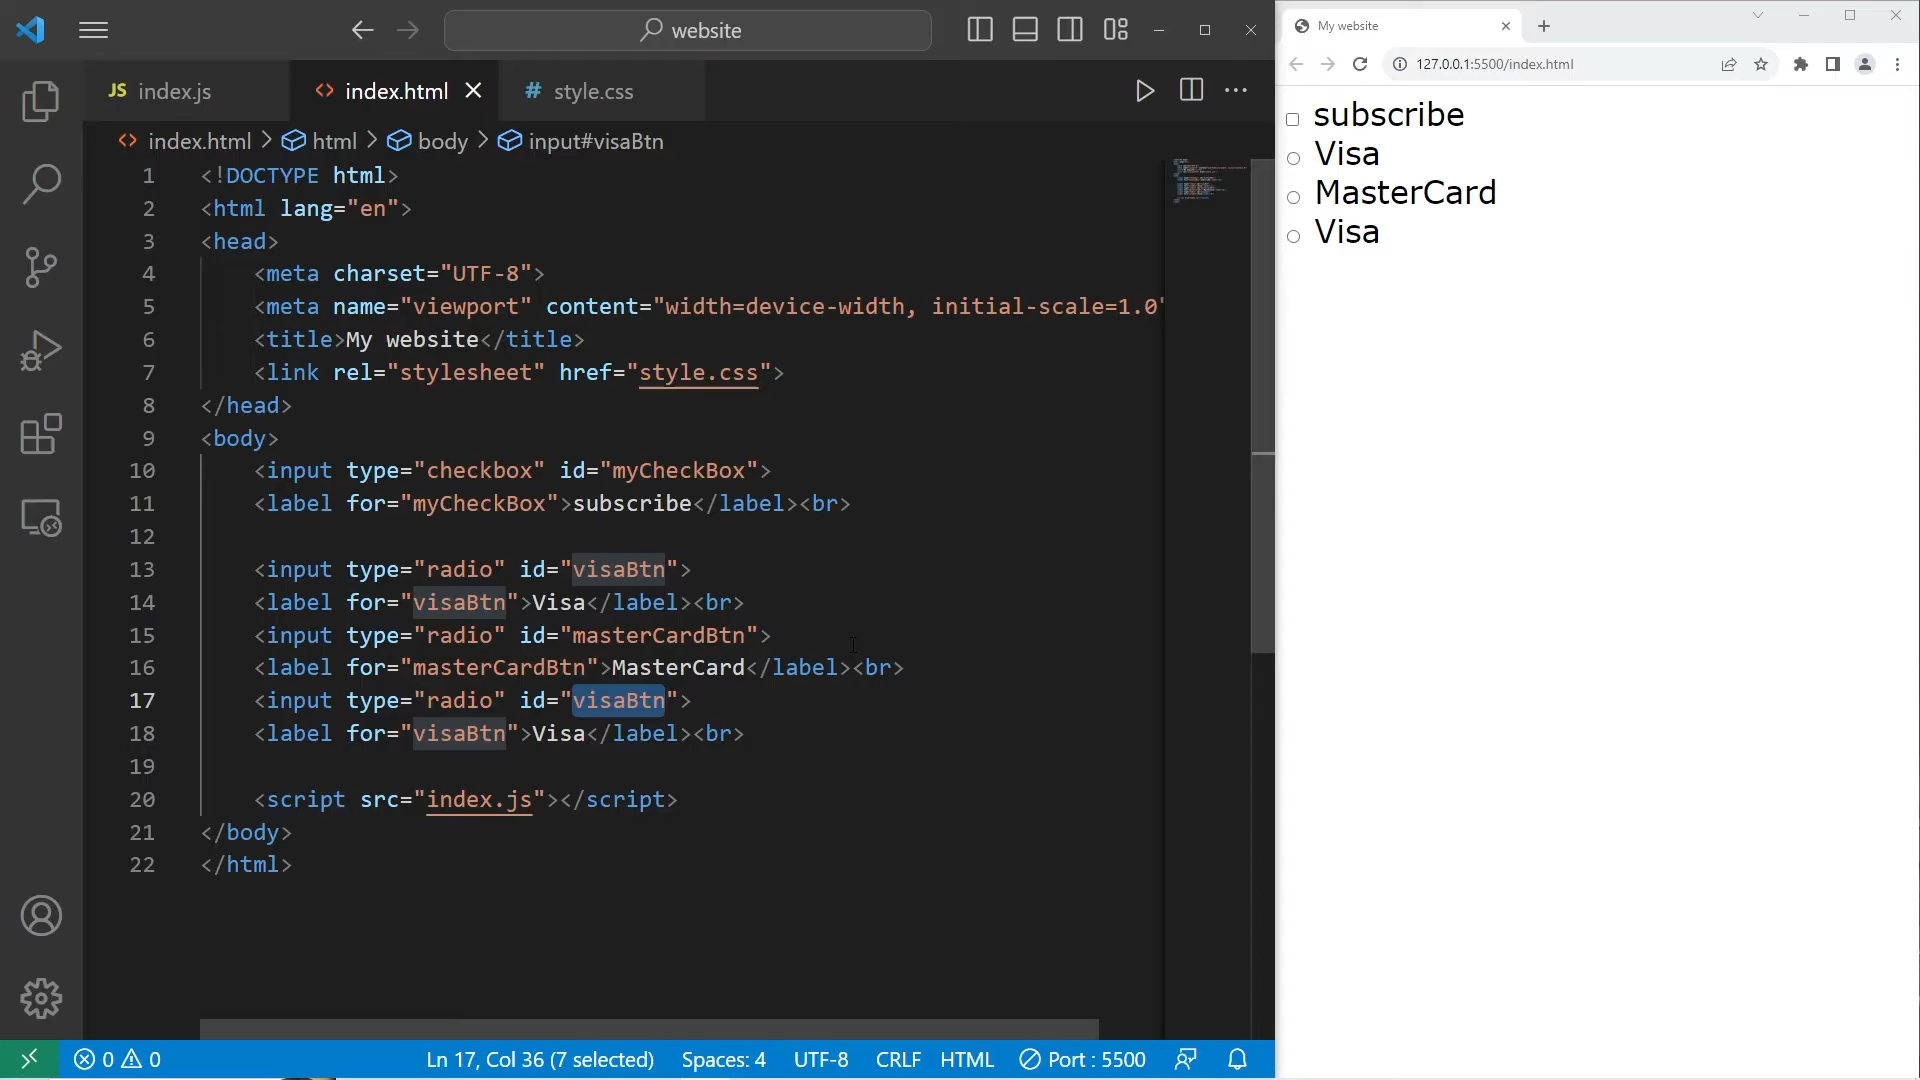 website
JS index.js
<> index.html
# style.css
<> index.html > html > body > input#visaBtn
1 <!DOCTYPE html>
2 <html lang="en">
3 <head>
4 <meta charset="UTF-8">
5 <meta name="viewport" content="width=device-width, initial-scale=1.0"
6 <title>My website</title>
7 <link rel="stylesheet" href="style.css">
8 </head>
9 <body>
10 <input type="checkbox" id="myCheckBox">
11 <label for="myCheckBox">subscribe</label><br>
12
13 <input type="radio" id="visaBtn">
14 <label for="visaBtn">Visa</label><br>
15 <input type="radio" id="masterCardBtn">
16 <label for="masterCardBtn">MasterCard</label><br>
17 <input type="radio" id="visaBtn">
18 <label for="visaBtn">Visa</label><br>
19
20 <script src="index.js"></script>
21 </body>
22 </html>
0 0
Ln 17, Col 36 (7 selected)
Spaces: 4
UTF-8
CRLF
HTML
Port : 5500
My website
127.0.0.1:5500/index.html
subscribe
Visa
MasterCard
Visa